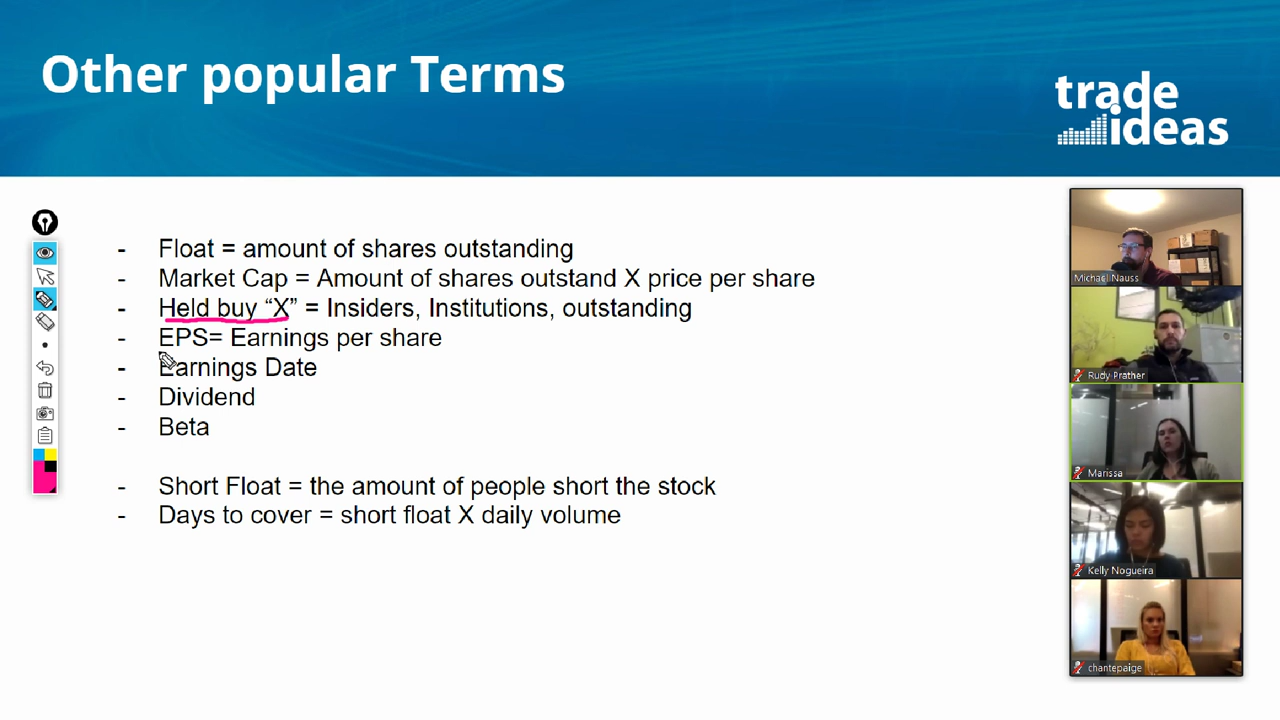 Other popular Terms
trade
ideas
- Float = amount of shares outstanding
- Market Cap = Amount of shares outstand X price per share
- Held buy “X” = Insiders, Institutions, outstanding
- EPS= Earnings per share
- Earnings Date
- Dividend
- Beta
- Short Float = the amount of people short the stock
- Days to cover = short float X daily volume
Michael Nauss
Rudy Prather
Marissa
Kelly Nogueira
chantepaige